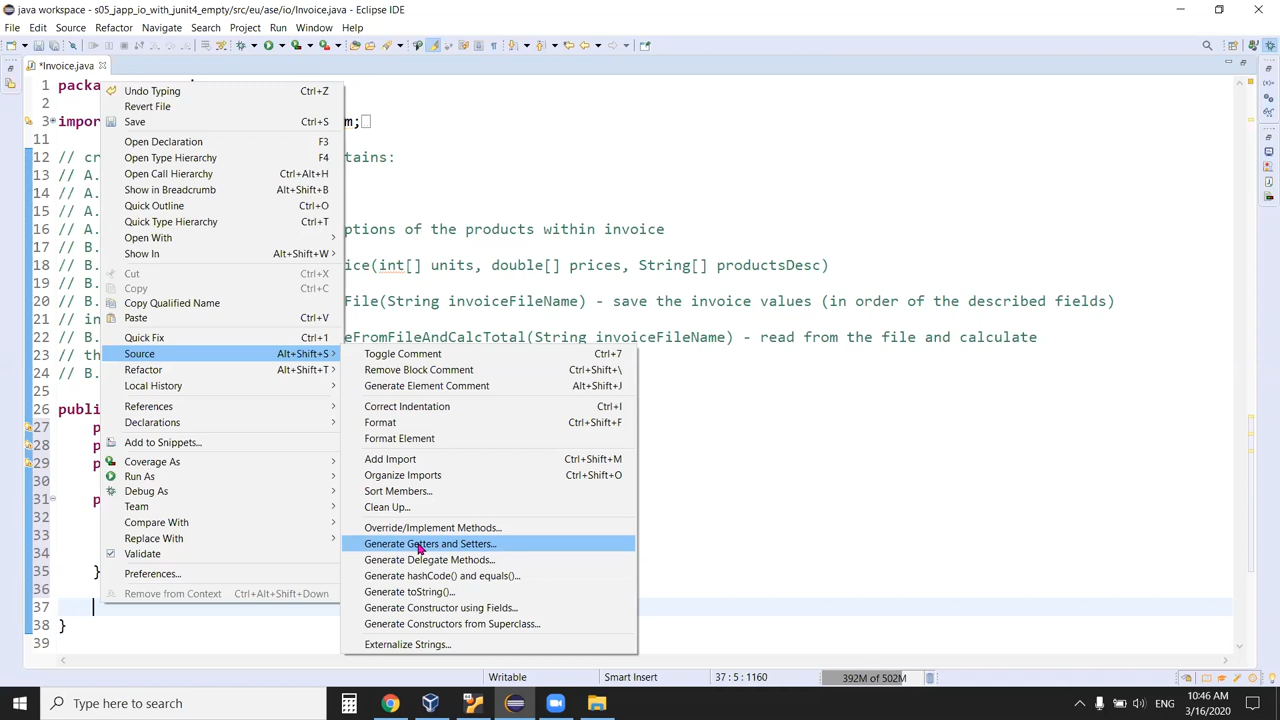 java workspace - s05_japp_io_with_junit4_empty/src/eu/ase/io/Invoice.java - Eclipse IDE
File Edit Source Refactor Navigate Search Project Run Window Help
*Invoice.java
1 pack
2
3 impor m;
11
12 // cr tains:
13 // A.
14 // A.
15 // A.
16 // A. ptions of the products within invoice
17 // B.
18 // B. ice(int[] units, double[] prices, String[] productsDesc)
19 // B.
20 // B. File(String invoiceFileName) - save the invoice values (in order of the described fields)
21 // in
22 // B. eFromFileAndCalcTotal(String invoiceFileName) - read from the file and calculate
23 // th
24 // B.
25
26 publi
27 p
28 p
29 p
30
31 p
32
33
34
35 }
36
37
38 }
39
Undo Typing Ctrl+Z
Revert File
Save Ctrl+S
Open Declaration F3
Open Type Hierarchy F4
Open Call Hierarchy Ctrl+Alt+H
Show in Breadcrumb Alt+Shift+B
Quick Outline Ctrl+O
Quick Type Hierarchy Ctrl+T
Open With
Show In Alt+Shift+W
Cut Ctrl+X
Copy Ctrl+C
Copy Qualified Name
Paste Ctrl+V
Quick Fix Ctrl+1
Source Alt+Shift+S
Refactor Alt+Shift+T
Local History
References
Declarations
Add to Snippets...
Coverage As
Run As
Debug As
Team
Compare With
Replace With
Validate
Preferences...
Remove from Context Ctrl+Alt+Shift+Down
Toggle Comment Ctrl+7
Remove Block Comment Ctrl+Shift+\
Generate Element Comment Alt+Shift+J
Correct Indentation Ctrl+I
Format Ctrl+Shift+F
Format Element
Add Import Ctrl+Shift+M
Organize Imports Ctrl+Shift+O
Sort Members...
Clean Up...
Override/Implement Methods...
Generate Getters and Setters...
Generate Delegate Methods...
Generate hashCode() and equals()...
Generate toString()...
Generate Constructor using Fields...
Generate Constructors from Superclass...
Externalize Strings...
Writable Smart Insert 37 : 5 : 1160 392M of 502M
Type here to search
ENG
10:46 AM
3/16/2020